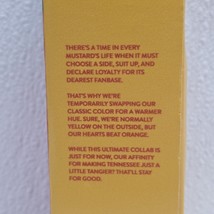 THERE'S A TIME IN EVERY
MUSTARD'S LIFE WHEN IT MUST
CHOOSE A SIDE, SUIT UP, AND
DECLARE LOYALTY FOR ITS
DEAREST FANBASE.
THAT'S WHY WE'RE
TEMPORARILY SWAPPING OUR
CLASSIC COLOR FOR A WARMER
HUE. SURE, WE'RE NORMALLY
YELLOW ON THE OUTSIDE, BUT
OUR HEARTS BEAT ORANGE.
WHILE THIS ULTIMATE COLLAB IS
JUST FOR NOW, OUR AFFINITY
FOR MAKING TENNESSEE JUST
A LITTLE TANGIER? THAT'LL STAY
FOR GOOD.